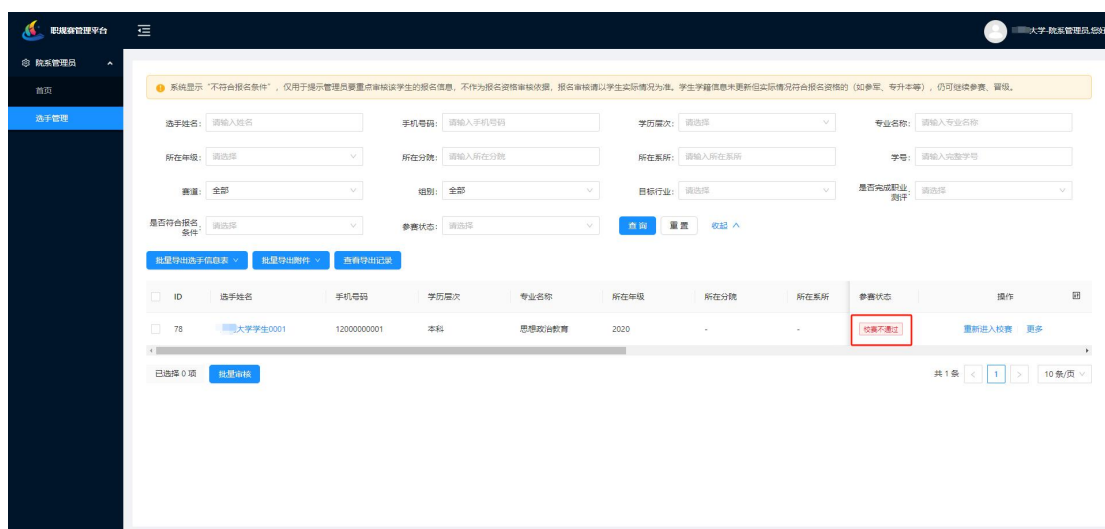 职规赛管理平台
大学-院系管理员,您好
院系管理员
首页
选手管理
系统显示“不符合报名条件”，仅用于提示管理员要重点审核该学生的报名信息，不作为报名资格审核依据，报名审核请以学生实际情况为准。学生学籍信息未更新但实际情况符合报名资格的（如参军、专升本等），仍可继续参赛、晋级。
选手姓名: 请输入姓名 手机号码: 请输入手机号码 学历层次: 请选择 专业名称: 请输入专业名称
所在年级: 请选择 所在分院: 请输入所在分院 所在系所: 请输入所在系所 学号: 请输入完整学号
赛道: 全部 组别: 全部 目标行业: 请选择 是否完成职业测评: 请选择
是否符合报名条件: 请选择 参赛状态: 请选择 查询 重置 收起
批量导出选手信息表 批量导出附件 查看导出记录
ID 选手姓名 手机号码 学历层次 专业名称 所在年级 所在分院 所在系所 参赛状态 操作
78 大学学生0001 12000000001 本科 思想政治教育 2020 - - 校赛不通过 重新进入校赛 更多
已选择 0 项 批量审核 共 1 条 < 1 > 10 条/页